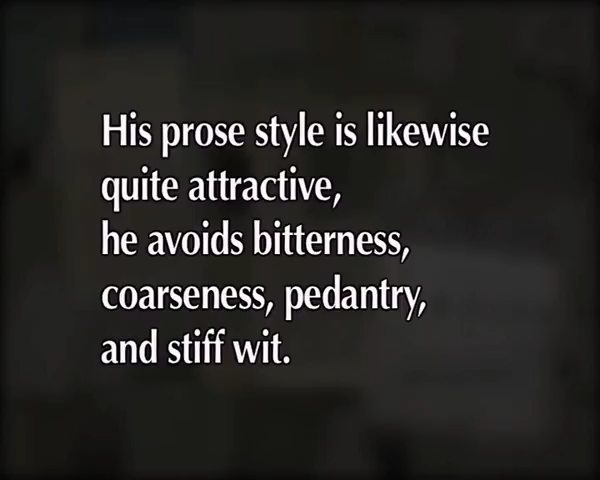 His prose style is likewise
quite attractive,
he avoids bitterness,
coarseness, pedantry,
and stiff wit.